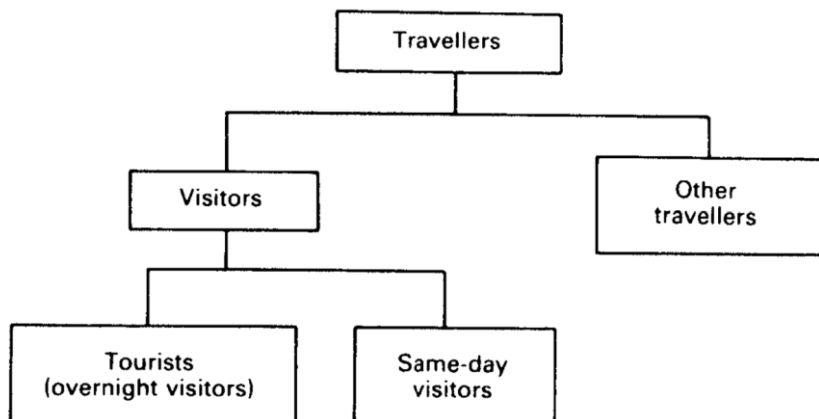 Travellers
Visitors
Other
travellers
Tourists
(overnight visitors)
Same-day
visitors